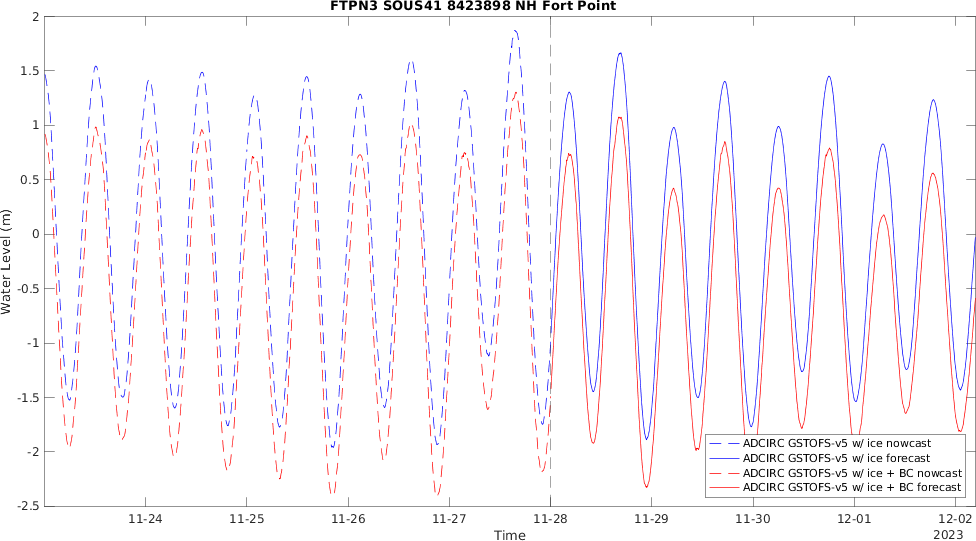 FTPN3 SOUS41 8423898 NH Fort Point
2
1.5
1
0.5
0
-0.5
-1
-1.5
-2
-2.5
Water Level (m)
11-24 11-25 11-26 11-27 11-28 11-29 11-30 12-01 12-02
Time 2023
ADCIRC GSTOFS-v5 w/ ice nowcast
ADCIRC GSTOFS-v5 w/ ice forecast
ADCIRC GSTOFS-v5 w/ ice + BC nowcast
ADCIRC GSTOFS-v5 w/ ice + BC forecast